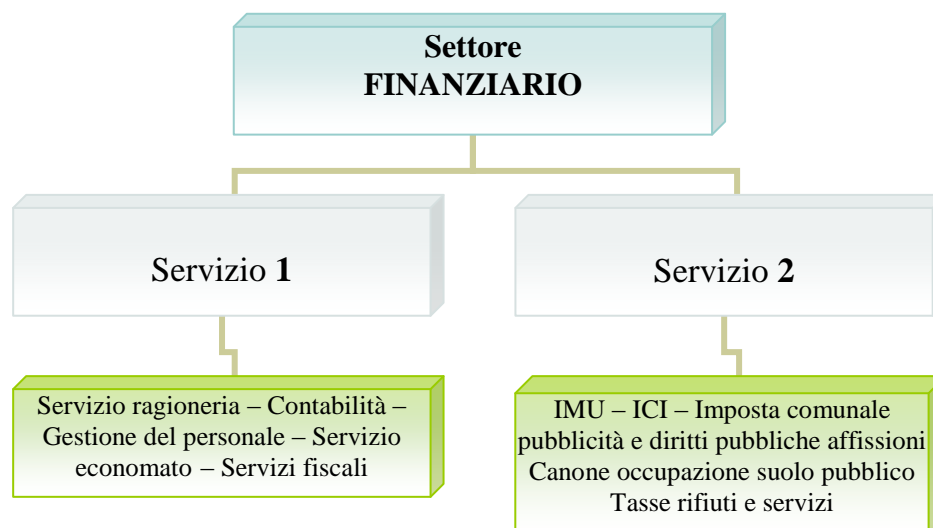 Settore
FINANZIARIO
Servizio 1
Servizio 2
Servizio ragioneria – Contabilità –
Gestione del personale – Servizio
economato – Servizi fiscali
IMU – ICI – Imposta comunale
pubblicità e diritti pubbliche affissioni
Canone occupazione suolo pubblico
Tasse rifiuti e servizi